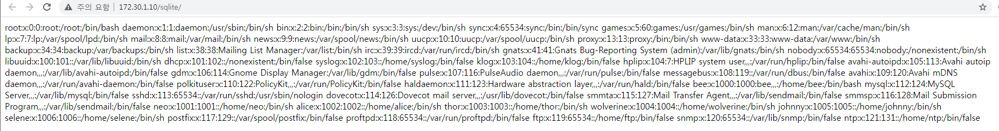 주의 요함 | 172.30.1.10/sqlite/
root:x:0:0:root:/root:/bin/bash daemon:x:1:1:daemon:/usr/sbin:/bin/sh bin:x:2:2:bin:/bin:/bin/sh sys:x:3:3:sys:/dev:/bin/sh sync:x:4:65534:sync:/bin:/bin/sync games:x:5:60:games:/usr/games:/bin/sh man:x:6:12:man:/var/cache/man:/bin/sh
lp:x:7:7:lp:/var/spool/lpd:/bin/sh mail:x:8:8:mail:/var/mail:/bin/sh news:x:9:9:news:/var/spool/news:/bin/sh uucp:x:10:10:uucp:/var/spool/uucp:/bin/sh proxy:x:13:13:proxy:/bin:/bin/sh www-data:x:33:33:www-data:/var/www:/bin/sh
backup:x:34:34:backup:/var/backups:/bin/sh list:x:38:38:Mailing List Manager:/var/list:/bin/sh irc:x:39:39:ircd:/var/run/ircd:/bin/sh gnats:x:41:41:Gnats Bug-Reporting System (admin):/var/lib/gnats:/bin/sh nobody:x:65534:65534:nobody:/nonexistent:/bin/sh
libuuid:x:100:101::/var/lib/libuuid:/bin/sh dhcp:x:101:102::/nonexistent:/bin/false syslog:x:102:103::/home/syslog:/bin/false klog:x:103:104::/home/klog:/bin/false hplip:x:104:7:HPLIP system user,,,:/var/run/hplip:/bin/false avahi-autoipd:x:105:113:Avahi autoip
daemon,,,:/var/lib/avahi-autoipd:/bin/false gdm:x:106:114:Gnome Display Manager:/var/lib/gdm:/bin/false pulse:x:107:116:PulseAudio daemon,,,:/var/run/pulse:/bin/false messagebus:x:108:119::/var/run/dbus:/bin/false avahi:x:109:120:Avahi mDNS
daemon,,,:/var/run/avahi-daemon:/bin/false polkituser:x:110:122:PolicyKit,,,:/var/run/PolicyKit:/bin/false haldaemon:x:111:123:Hardware abstraction layer,,,:/var/run/hald:/bin/false bee:x:1000:1000:bee,,,:/home/bee:/bin/bash mysql:x:112:124:MySQL
Server,,,:/var/lib/mysql:/bin/false sshd:x:113:65534::/var/run/sshd:/usr/sbin/nologin dovecot:x:114:126:Dovecot mail server,,,:/usr/lib/dovecot:/bin/false smmta:x:115:127:Mail Transfer Agent,,,:/var/lib/sendmail:/bin/false smmsp:x:116:128:Mail Submission
Program,,,:/var/lib/sendmail:/bin/false neo:x:1001:1001::/home/neo:/bin/sh alice:x:1002:1002::/home/alice:/bin/sh thor:x:1003:1003::/home/thor:/bin/sh wolverine:x:1004:1004::/home/wolverine:/bin/sh johnny:x:1005:1005::/home/johnny:/bin/sh
selene:x:1006:1006::/home/selene:/bin/sh postfix:x:117:129::/var/spool/postfix:/bin/false proftpd:x:118:65534::/var/run/proftpd:/bin/false ftp:x:119:65534::/home/ftp:/bin/false snmp:x:120:65534::/var/lib/snmp:/bin/false ntp:x:121:131::/home/ntp:/bin/false